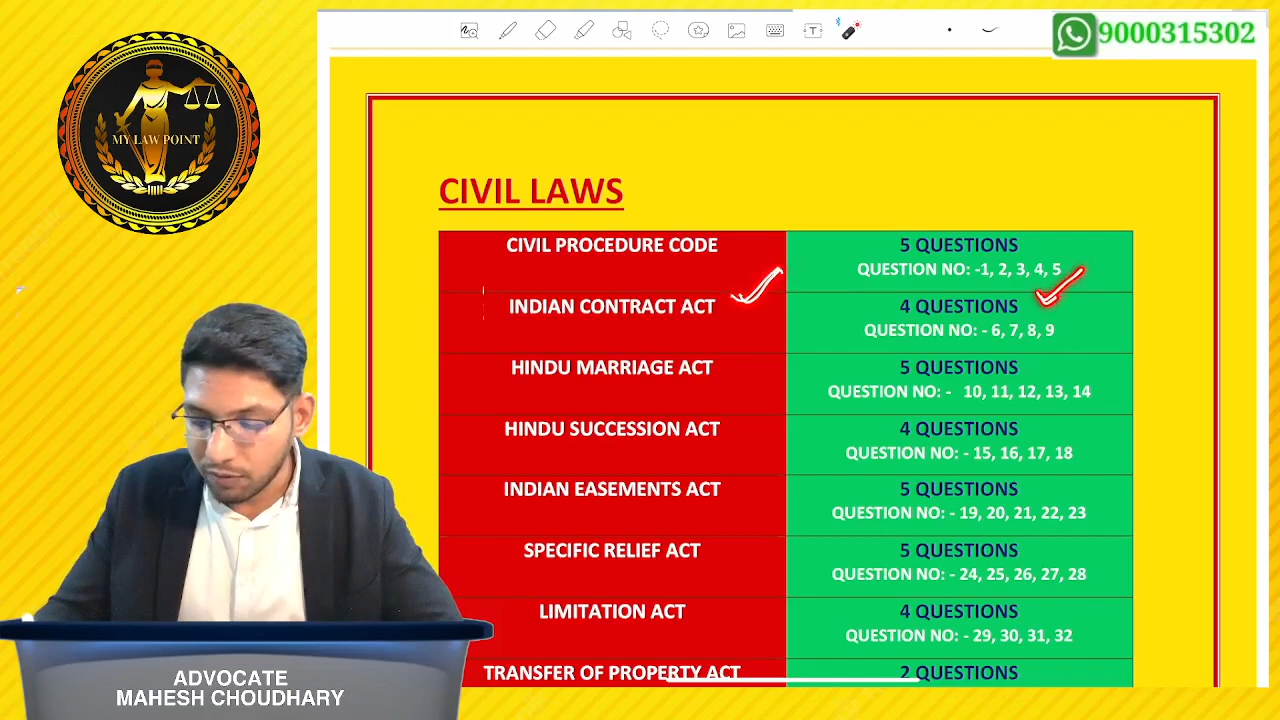 9000315302
MY LAW POINT
CIVIL LAWS
CIVIL PROCEDURE CODE
5 QUESTIONS
QUESTION NO: -1, 2, 3, 4, 5
INDIAN CONTRACT ACT
4 QUESTIONS
QUESTION NO: - 6, 7, 8, 9
HINDU MARRIAGE ACT
5 QUESTIONS
QUESTION NO: - 10, 11, 12, 13, 14
HINDU SUCCESSION ACT
4 QUESTIONS
QUESTION NO: - 15, 16, 17, 18
INDIAN EASEMENTS ACT
5 QUESTIONS
QUESTION NO: - 19, 20, 21, 22, 23
SPECIFIC RELIEF ACT
5 QUESTIONS
QUESTION NO: - 24, 25, 26, 27, 28
LIMITATION ACT
4 QUESTIONS
QUESTION NO: - 29, 30, 31, 32
TRANSFER OF PROPERTY ACT
2 QUESTIONS
ADVOCATE
MAHESH CHOUDHARY